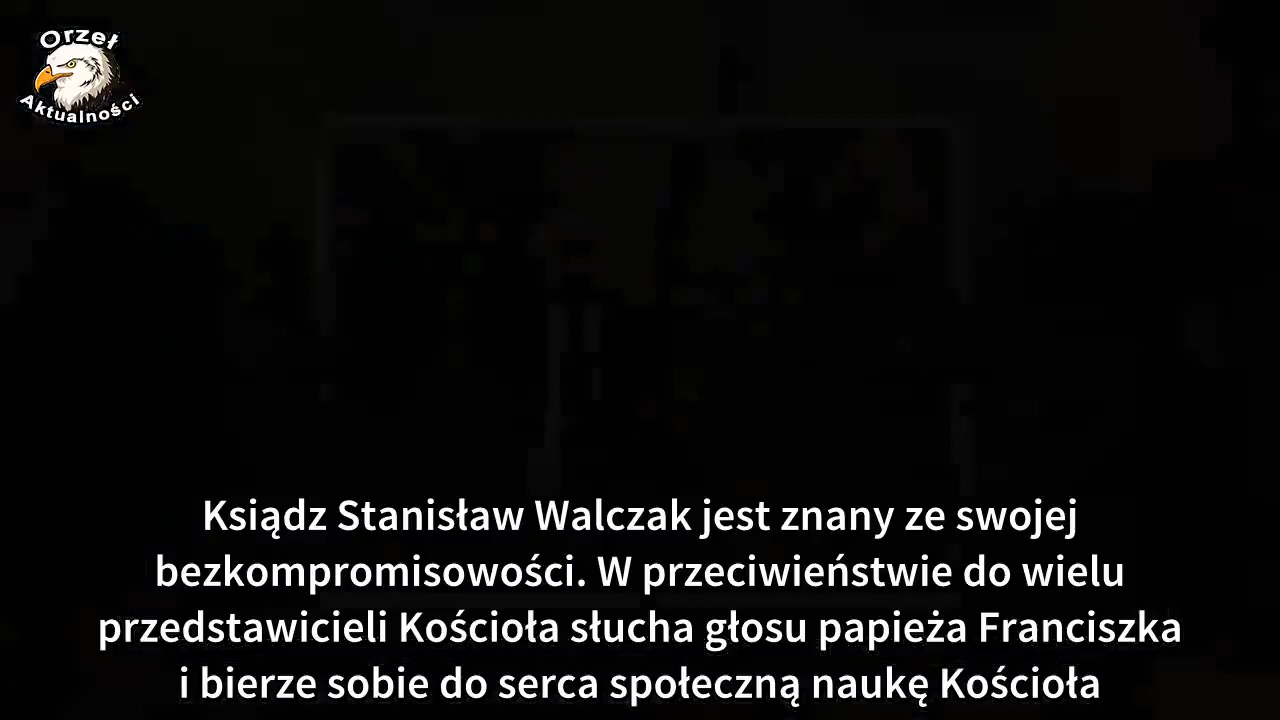 Orzeł
Aktualności
Ksiądz Stanisław Walczak jest znany ze swojej
bezkompromisowości. W przeciwieństwie do wielu
przedstawicieli Kościoła słucha głosu papieża Franciszka
i bierze sobie do serca społeczną naukę Kościoła